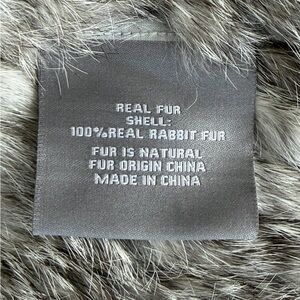 REAL FUR
SHELL:
100%REAL RABBIT FUR
FUR IS NATURAL
FUR ORIGIN CHINA
MADE IN CHINA